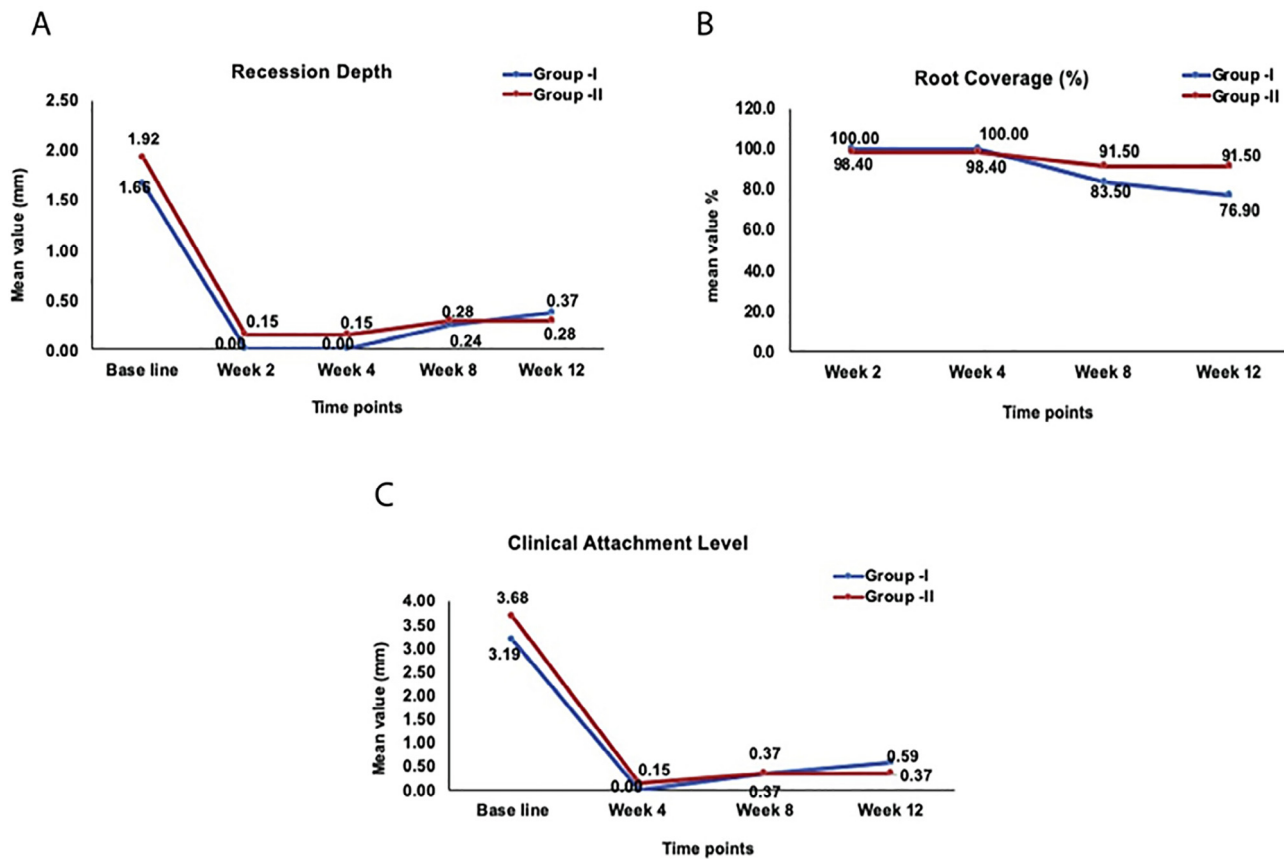 A
Recession Depth
Group -I
Group -II
2.50
2.00
1.50
1.00
0.50
0.00
Mean value (mm)
1.92
1.66
0.15
0.00
0.15
0.00
0.28
0.24
0.37
0.28
Base line Week 2 Week 4 Week 8 Week 12
Time points
B
Root Coverage (%)
Group -I
Group -II
120.0
100.0
80.0
60.0
40.0
20.0
0.0
mean value %
100.00
98.40
100.00
98.40
91.50
83.50
91.50
76.90
Week 2 Week 4 Week 8 Week 12
Time points
C
Clinical Attachment Level
Group -I
Group -II
4.00
3.50
3.00
2.50
2.00
1.50
1.00
0.50
0.00
Mean value (mm)
3.68
3.19
0.15
0.00
0.37
0.37
0.59
0.37
Base line Week 4 Week 8 Week 12
Time points